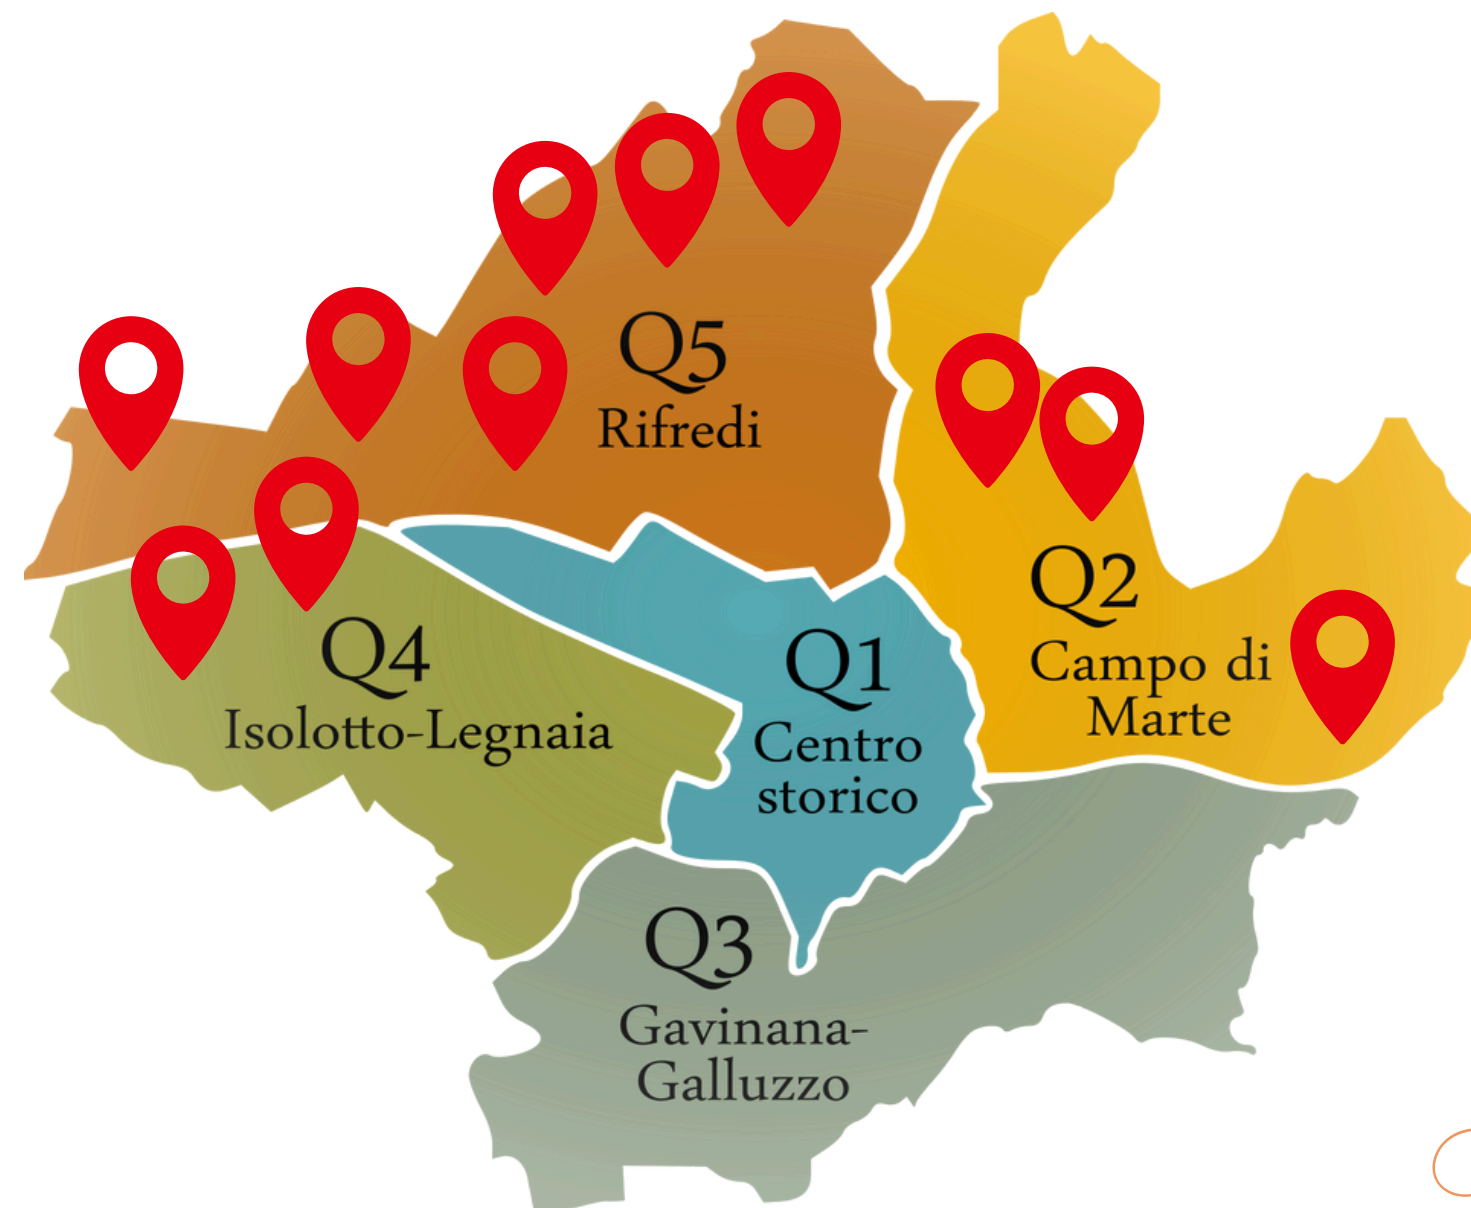 Q5
Rifredi
Q2
Campo di
Marte
Q4
Isolotto-Legnaia
Q1
Centro
storico
Q3
Gavinana-
Galluzzo